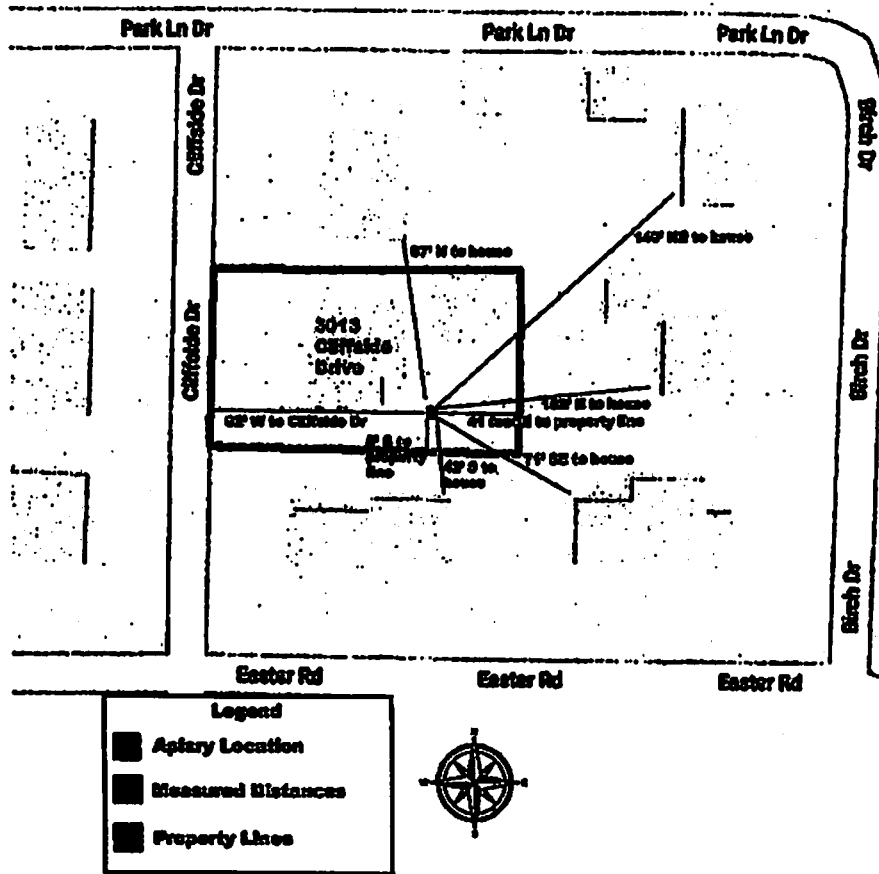 Park Ln Dr
Park Ln Dr
Park Ln Dr
Cliffside Dr
Birch Dr
N to house
NE to house
3013
Cliffside
Drive
Cliffside Dr
Birch Dr
E to house
W to Cliffside Dr
41 to property line
S to
property
line
S to
house
71' SE to house
Birch Dr
Easter Rd
Easter Rd
Easter Rd
Legend
Apiary Location
Measured Distances
Property Lines